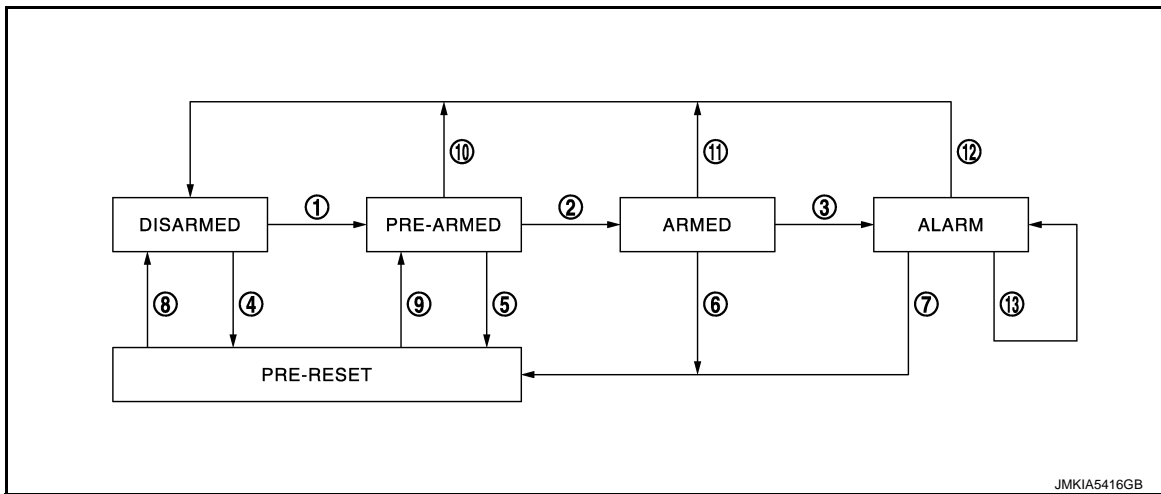 ⑩ ⑪ ⑫
DISARMED ① PRE-ARMED ② ARMED ③ ALARM
⑧ ④ ⑨ ⑤ ⑥ ⑦ ⑬
PRE-RESET
JMKIA5416GB